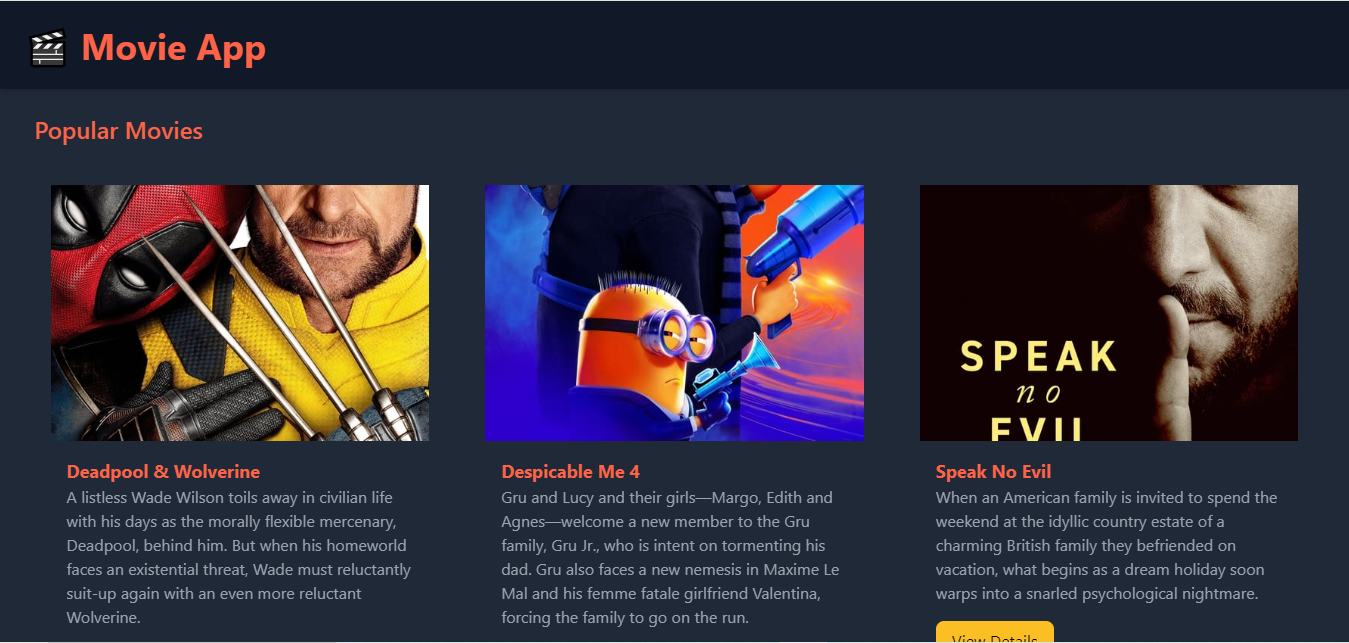 Movie App
Popular Movies
SPEAK
no
EVIL
Deadpool & Wolverine
A listless Wade Wilson toils away in civilian life
with his days as the morally flexible mercenary,
Deadpool, behind him. But when his homeworld
faces an existential threat, Wade must reluctantly
suit-up again with an even more reluctant
Wolverine.
Despicable Me 4
Gru and Lucy and their girls—Margo, Edith and
Agnes—welcome a new member to the Gru
family, Gru Jr., who is intent on tormenting his
dad. Gru also faces a new nemesis in Maxime Le
Mal and his femme fatale girlfriend Valentina,
forcing the family to go on the run.
Speak No Evil
When an American family is invited to spend the
weekend at the idyllic country estate of a
charming British family they befriended on
vacation, what begins as a dream holiday soon
warps into a snarled psychological nightmare.
View Details